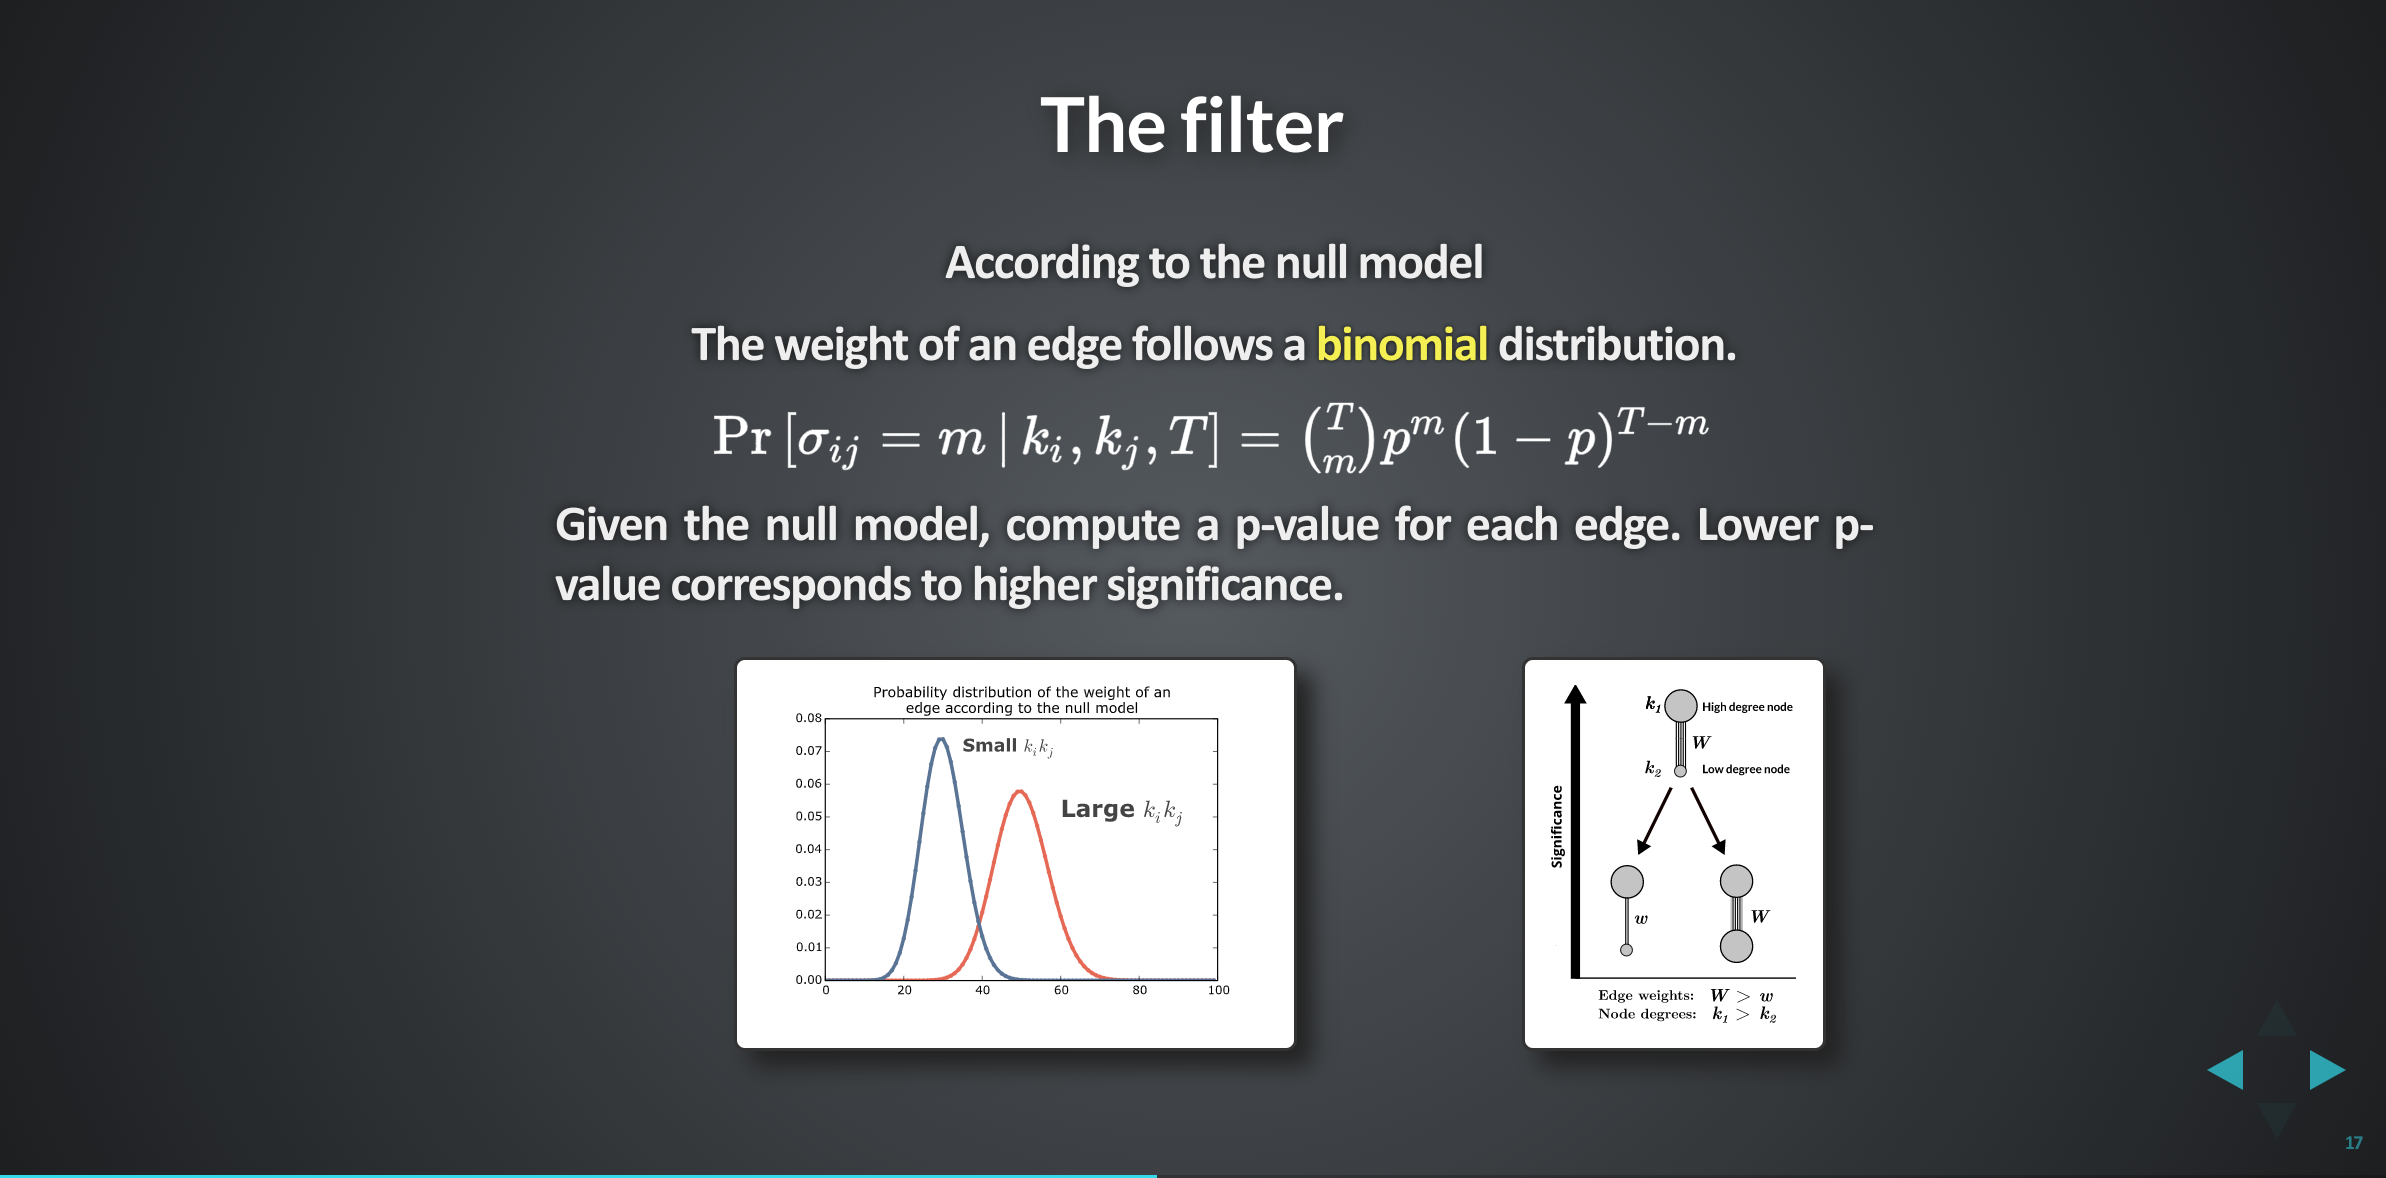 The filter
According to the null model
The weight of an edge follows a binomial distribution.
Pr [σ_{ij} = m | k_i, k_j, T] = \binom{T}{m} p^m (1 − p)^{T−m}
Given the null model, compute a p-value for each edge. Lower p-
value corresponds to higher significance.
Probability distribution of the weight of an
edge according to the null model
0.08
0.07
0.06
0.05
0.04
0.03
0.02
0.01
0.00
0 20 40 60 80 100
Small k_i k_j
Large k_i k_j
Significance
k_1 High degree node
W
k_2 Low degree node
w
W
Edge weights: W > w
Node degrees: k_1 > k_2
17